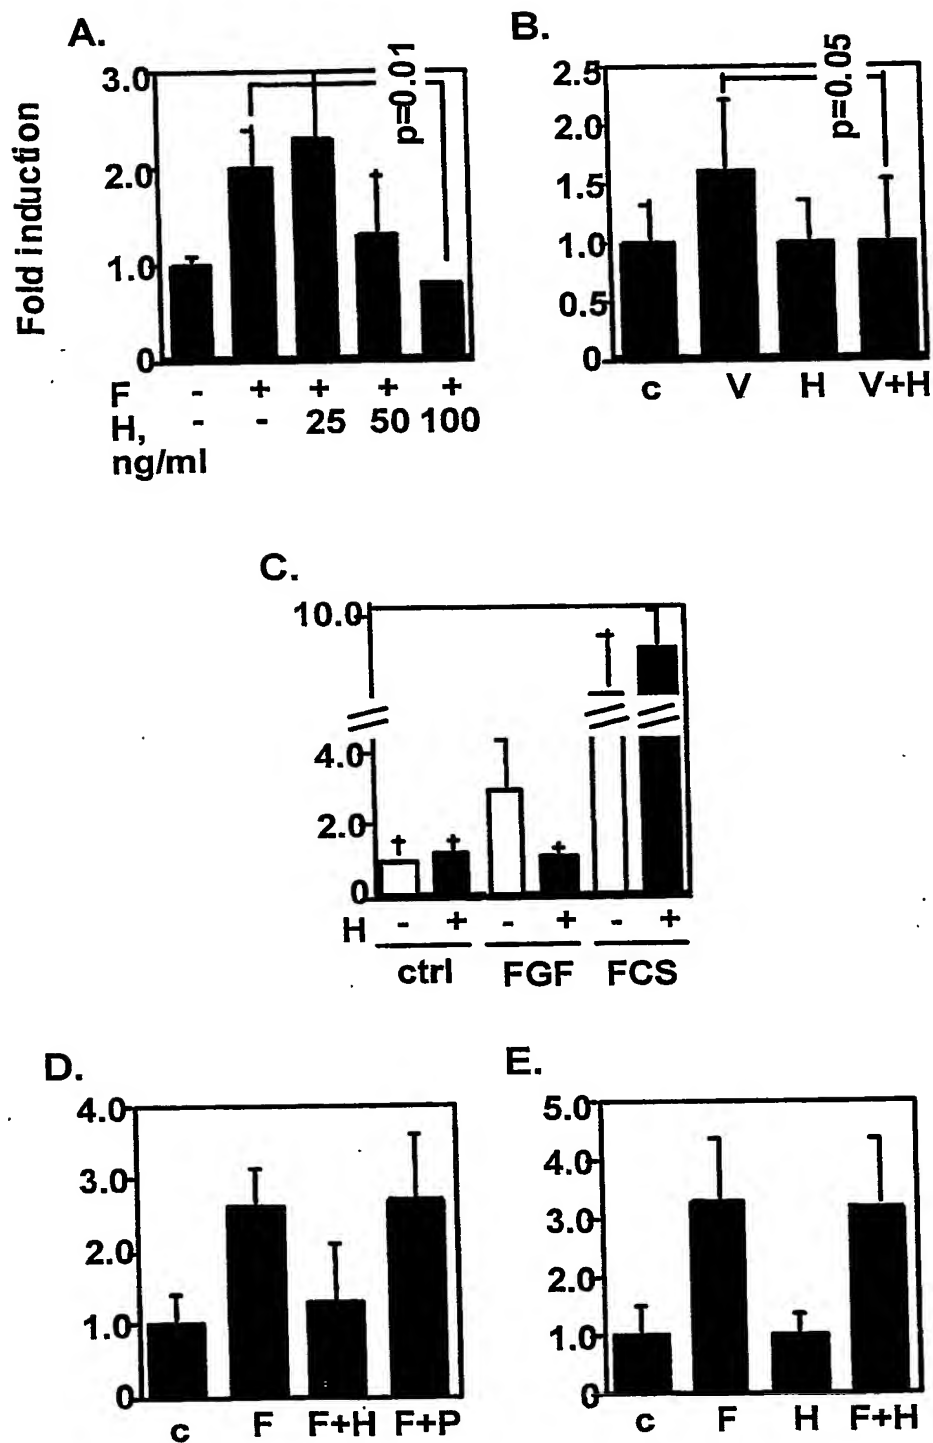 A.
Fold induction
3.0
2.0
1.0
0
p=0.01
F - + + + +
H, - - 25 50 100
ng/ml
B.
2.5
2.0
1.5
1.0
0.5
0
p=0.05
c V H V+H
C.
10.0
4.0
2.0
0
H - + - + - +
ctrl FGF FCS
D.
4.0
3.0
2.0
1.0
0
c F F+H F+P
E.
5.0
4.0
3.0
2.0
1.0
0
c F H F+H